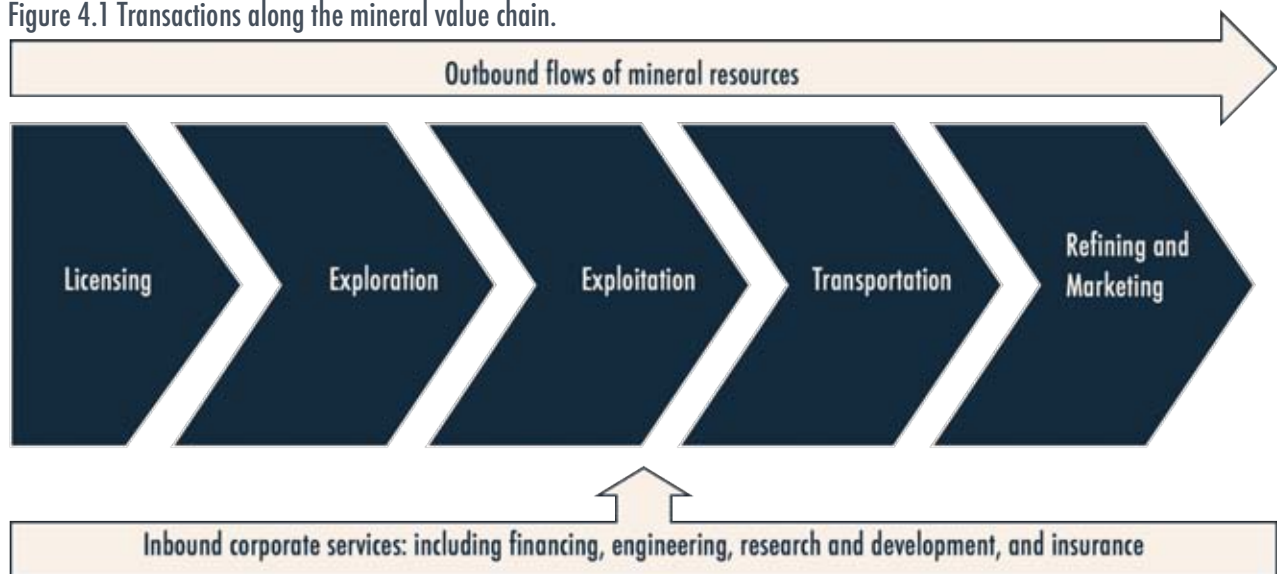 Figure 4.1 Transactions along the mineral value chain.
Outbound flows of mineral resources
Licensing
Exploration
Exploitation
Transportation
Refining and
Marketing
Inbound corporate services: including financing, engineering, research and development, and insurance